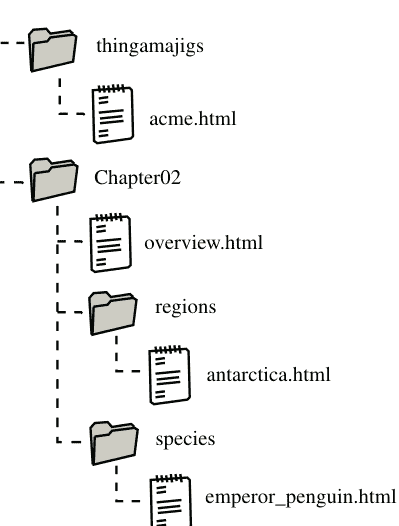 thingamajigs
acme.html
Chapter02
overview.html
regions
antarctica.html
species
emperor_penguin.html